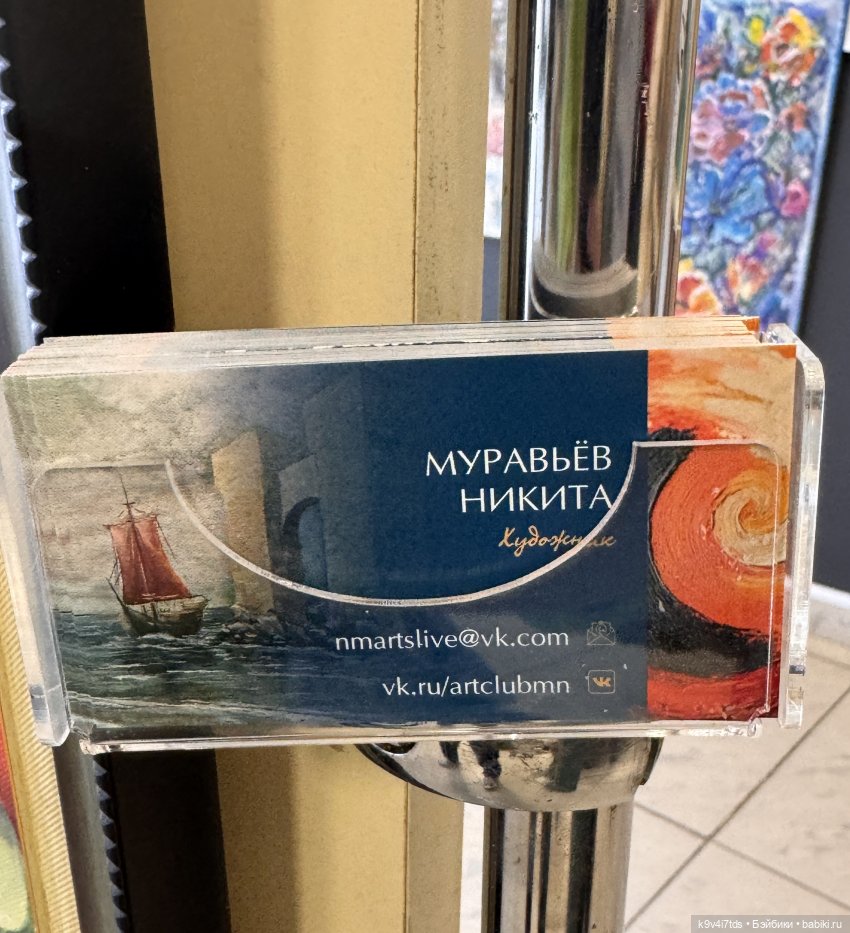 МУРАВЬЁВ
НИКИТА
Художник
nmartslive@vk.com
vk.ru/artclubmn
k9v4i7tds • Бэйбики • babiki.ru